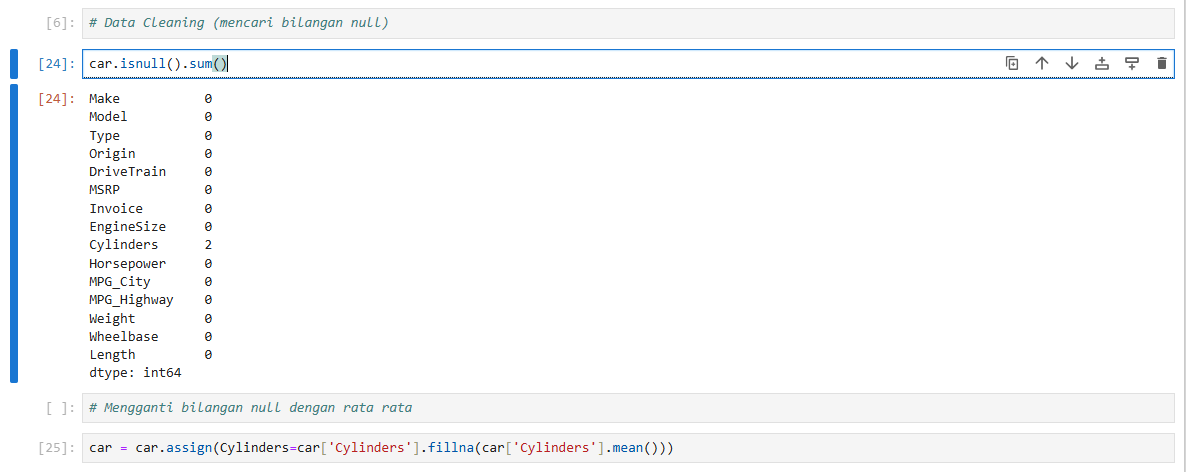 [6]: # Data Cleaning (mencari bilangan null)
[24]: car.isnull().sum()
[24]: Make 0
Model 0
Type 0
Origin 0
DriveTrain 0
MSRP 0
Invoice 0
EngineSize 0
Cylinders 2
Horsepower 0
MPG_City 0
MPG_Highway 0
Weight 0
Wheelbase 0
Length 0
dtype: int64
[ ]: # Mengganti bilangan null dengan rata rata
[25]: car = car.assign(Cylinders=car['Cylinders'].fillna(car['Cylinders'].mean()))